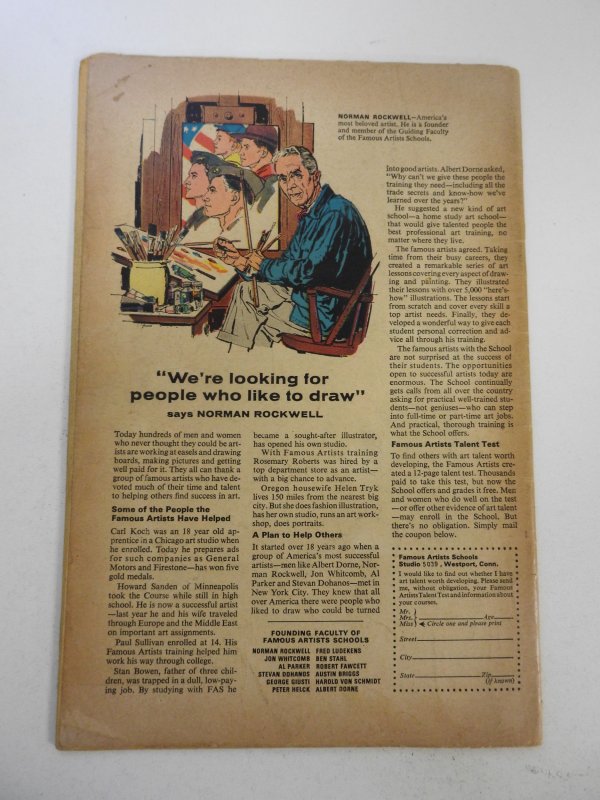 NORMAN ROCKWELL—America's
most beloved artist. He is a founder
and member of the Guiding Faculty
of the Famous Artists Schools.
"We're looking for
people who like to draw"
says NORMAN ROCKWELL
Today hundreds of men and women
who never thought they could be art-
ists are working at easels and drawing
boards, making pictures and getting
well paid for it. They all can thank a
group of famous artists who have de-
voted much of their time and talent
to helping others find success in art.
Some of the People the
Famous Artists Have Helped
Carl Koch was an 18 year old ap-
prentice in a Chicago art studio when
he enrolled. Today he prepares ads
for such companies as General
Motors and Firestone—has won five
gold medals.
Howard Sanden of Minneapolis
took the Course while still in high
school. He is now a successful artist
—last year he and his wife traveled
through Europe and the Middle East
on important art assignments.
Paul Sullivan enrolled at 14. His
Famous Artists training helped him
work his way through college.
Stan Bowen, father of three chil-
dren, was trapped in a dull, low-pay-
ing job. By studying with FAS he
became a sought-after illustrator,
has opened his own studio.
With Famous Artists training
Rosemary Roberts was hired by a
top department store as an artist—
with a big chance to advance.
Oregon housewife Helen Tryk
lives 150 miles from the nearest big
city. But she does fashion illustration,
has her own studio, runs an art work-
shop, does portraits.
A Plan to Help Others
It started over 18 years ago when a
group of America's most successful
artists—men like Albert Dorne, Nor-
man Rockwell, Jon Whitcomb, Al
Parker and Stevan Dohanos—met in
New York City. They knew that all
over America there were people who
liked to draw who could be turned
FOUNDING FACULTY OF
FAMOUS ARTISTS SCHOOLS
NORMAN ROCKWELL FRED LUDEKENS
JON WHITCOMB BEN STAHL
AL PARKER ROBERT FAWCETT
STEVAN DOHANOS AUSTIN BRIGGS
GEORGE GIUSTI HAROLD VON SCHMIDT
PETER HELCK ALBERT DORNE
into good artists. Albert Dorne asked,
"Why can't we give these people the
training they need—including all the
trade secrets and know-how we've
learned over the years?"
He suggested a new kind of art
school—a home study art school—
that would give talented people the
best professional art training, no
matter where they live.
The famous artists agreed. Taking
time from their busy careers, they
created a remarkable series of art
lessons covering every aspect of draw-
ing and painting. They illustrated
their lessons with over 5,000 "here's-
how" illustrations. The lessons start
from scratch and cover every skill a
top artist needs. Finally, they de-
veloped a wonderful way to give each
student personal correction and ad-
vice all through his training.
The famous artists with the School
are not surprised at the success of
their students. The opportunities
open to successful artists today are
enormous. The School continually
gets calls from all over the country
asking for practical well-trained stu-
dents—not geniuses—who can step
into full-time or part-time art jobs.
And practical, thorough training is
what the School offers.
Famous Artists Talent Test
To find others with art talent worth
developing, the Famous Artists cre-
ated a 12-page talent test. Thousands
paid to take this test, but now the
School offers and grades it free. Men
and women who do well on the test
—or offer other evidence of art talent
—may enroll in the School. But
there's no obligation. Simply mail
the coupon below.
Famous Artists Schools
Studio 5039, Westport, Conn.
I would like to find out whether I have
art talent worth developing. Please send
me, without obligation, your Famous
Artists Talent Test and information about
your courses.
Mr.
Mrs. Age
Miss Circle one and please print
Street
City
State Zip
(if known)